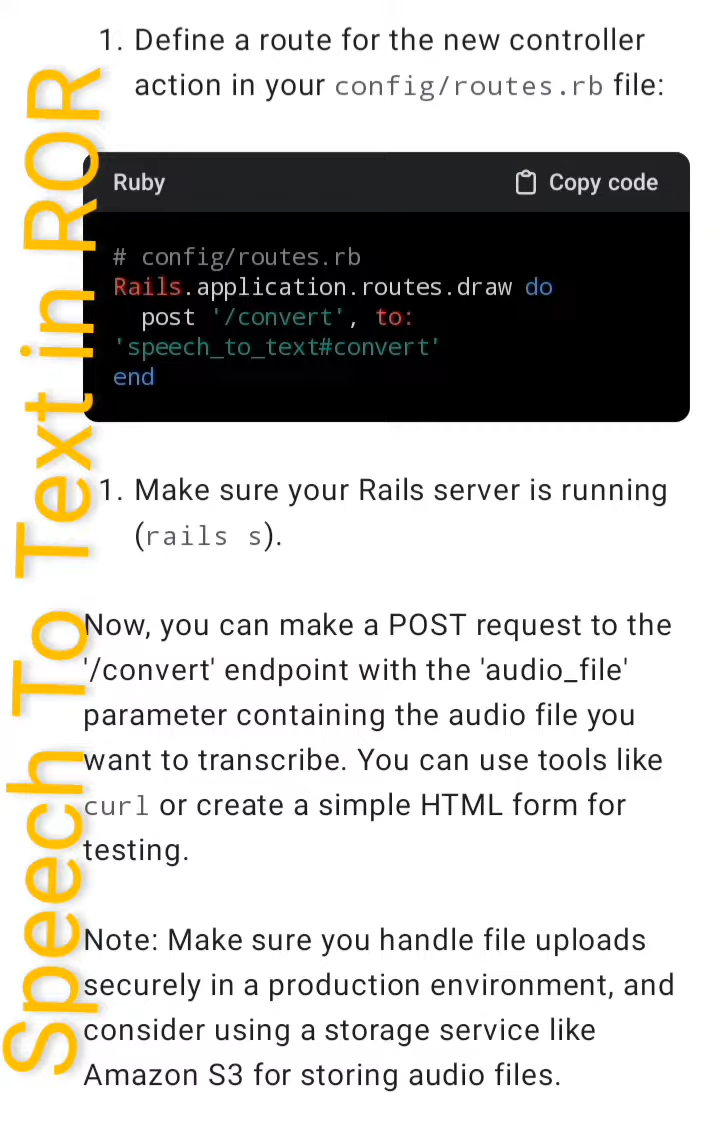 1. Define a route for the new controller
action in your config/routes.rb file:
Ruby
Copy code
# config/routes.rb
Rails.application.routes.draw do
  post '/convert', to:
'speech_to_text#convert'
end
1. Make sure your Rails server is running
(rails s).
Now, you can make a POST request to the
'/convert' endpoint with the 'audio_file'
parameter containing the audio file you
want to transcribe. You can use tools like
curl or create a simple HTML form for
testing.
Note: Make sure you handle file uploads
securely in a production environment, and
consider using a storage service like
Amazon S3 for storing audio files.
Speech To Text in ROR